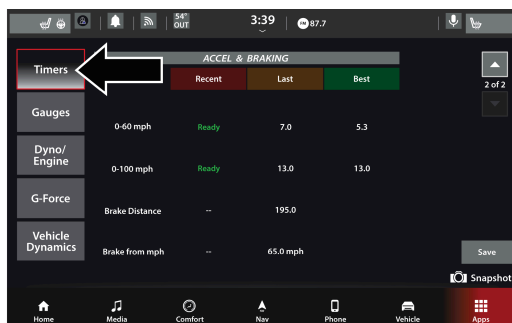 54°
OUT
3:39
FM 87.7
Timers
Gauges
Dyno/
Engine
G-Force
Vehicle
Dynamics
ACCEL & BRAKING
Recent Last Best
0-60 mph Ready 7.0 5.3
0-100 mph Ready 13.0 13.0
Brake Distance -- 195.0
Brake from mph -- 65.0 mph
2 of 2
Save
Snapshot
Home Media Comfort Nav Phone Vehicle Apps